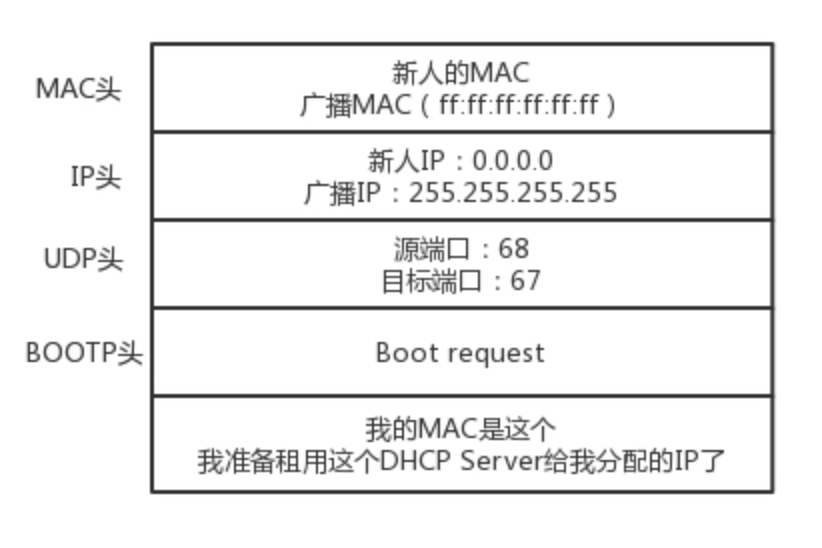 MAC头
新人的MAC
广播MAC（ff:ff:ff:ff:ff:ff）
IP头
新人IP：0.0.0.0
广播IP：255.255.255.255
UDP头
源端口：68
目标端口：67
BOOTP头
Boot request
我的MAC是这个
我准备租用这个DHCP Server给我分配的IP了